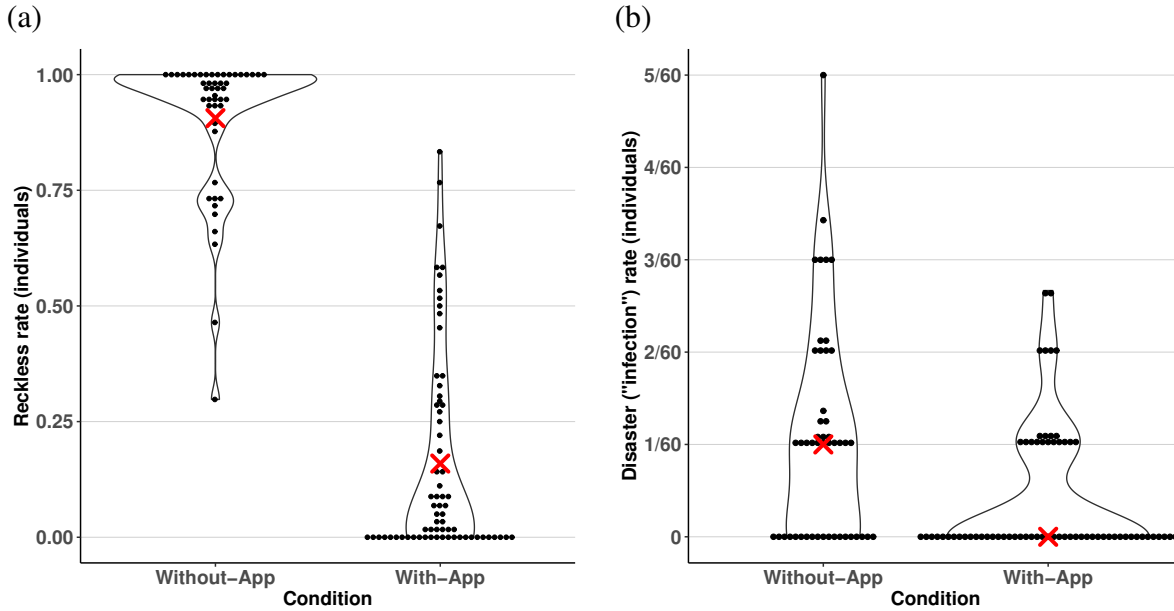 (a)
Reckless rate (individuals)
1.00
0.75
0.50
0.25
0.00
Without−App
With−App
Condition
(b)
Disaster ("infection") rate (individuals)
5/60
4/60
3/60
2/60
1/60
0
Without−App
With−App
Condition